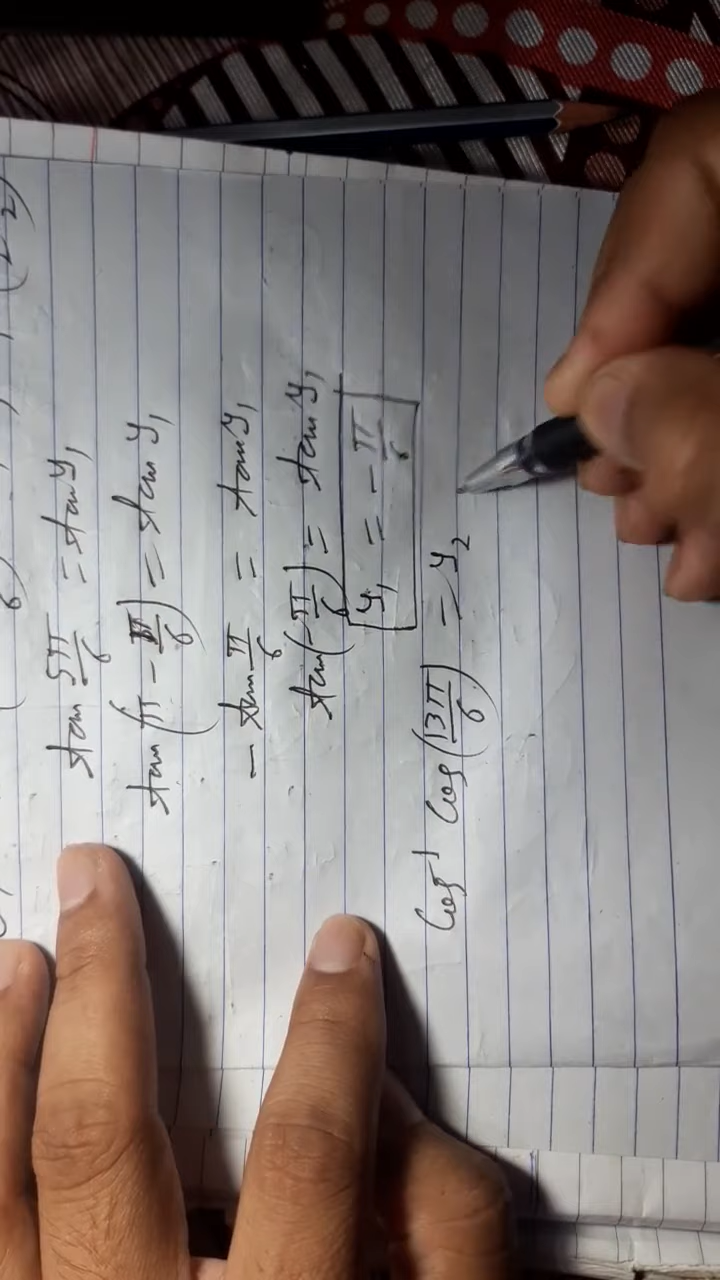 tan 5π/6 = tan y₁
tan(π - π/6) = tan y₁
- tan π/6 = tan y₁
tan(-π/6) = tan y₁
y₁ = -π/6
Cos⁻¹ Cos(13π/6) = y₂